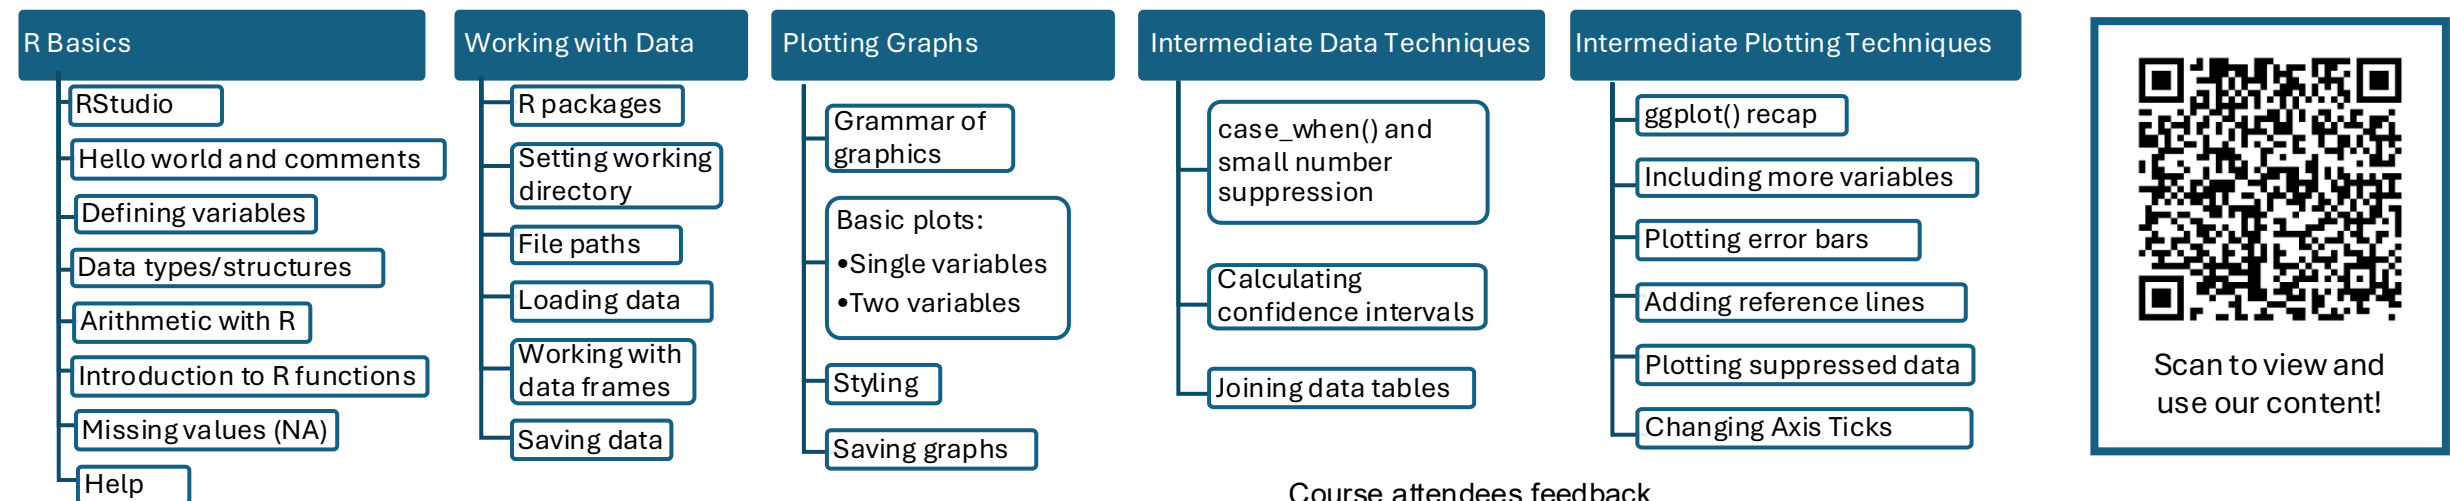 R Basics
RStudio
Hello world and comments
Defining variables
Data types/structures
Arithmetic with R
Introduction to R functions
Missing values (NA)
Help
Working with Data
R packages
Setting working
directory
File paths
Loading data
Working with
data frames
Saving data
Plotting Graphs
Grammar of
graphics
Basic plots:
•Single variables
•Two variables
Styling
Saving graphs
Intermediate Data Techniques
case_when() and
small number
suppression
Calculating
confidence intervals
Joining data tables
Intermediate Plotting Techniques
ggplot() recap
Including more variables
Plotting error bars
Adding reference lines
Plotting suppressed data
Changing Axis Ticks
Scan to view and
use our content!
Course attendees feedback